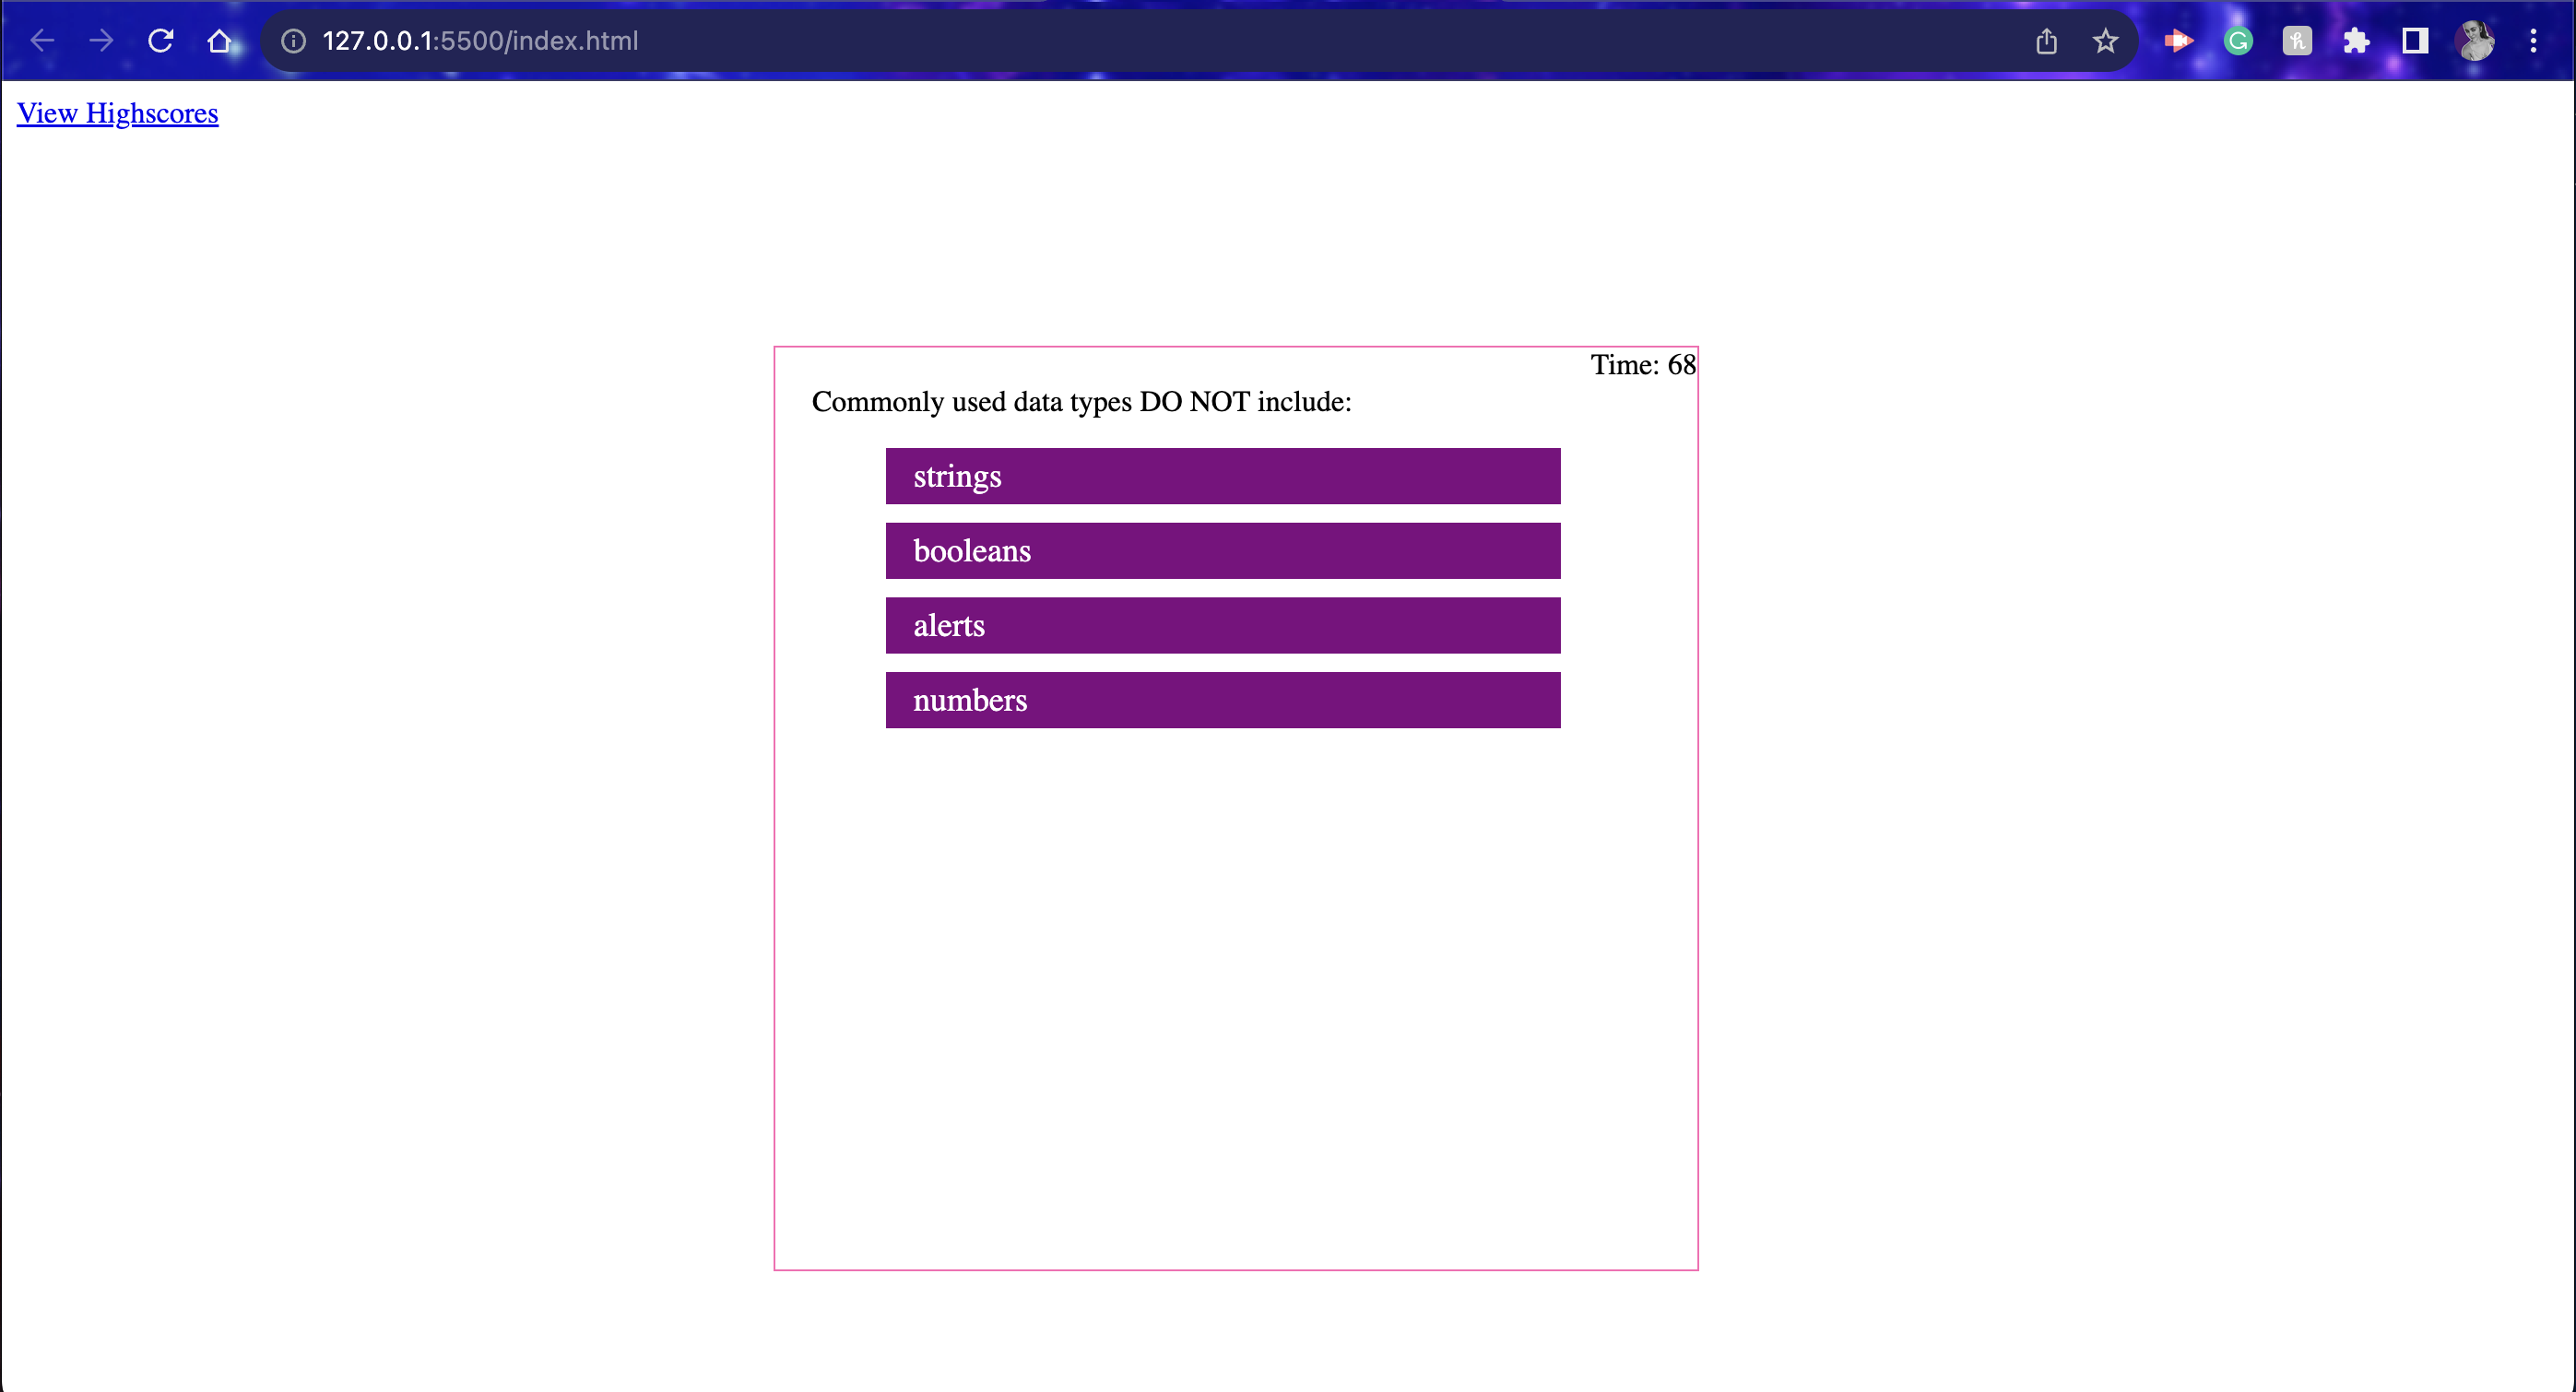 127.0.0.1:5500/index.html
View Highscores
Time: 68
Commonly used data types DO NOT include:
strings
booleans
alerts
numbers